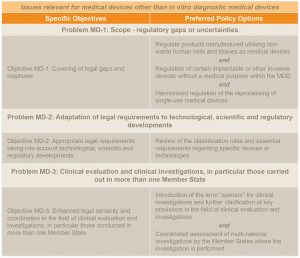 Issues relevant for medical devices other than in vitro diagnostic medical devices
Specific Objectives
Preferred Policy Options
Problem MD-1: Scope - regulatory gaps or uncertainties
Objective MD-1: Covering of legal gaps and
loopholes
Regulate products manufactured utilising non-
viable human cells and tissues as medical devices
and
Regulation of certain implantable or other invasive
devices without a medical purpose within the MDD
and
Harmonized regulation of the reprocessing of
single-use medical devices
Problem MD-2: Adaptation of legal requirements to technological, scientific and regulatory
developments
Objective MD-2: Appropriate legal requirements
taking into account technological, scientific and
regulatory developments
Review of the classification rules and essential
requirements regarding specific devices or
technologies
Problem MD-3: Clinical evaluation and clinical investigations, in particular those carried
out in more than one Member State
Objective MD-3: Enhanced legal certainty and
coordination in the field of clinical evaluation and
investigations, in particular those conducted in
more than one Member State
Introduction of the term "sponsor" for clinical
investigations and further clarification of key
provisions in the field of clinical evaluation and
investigations
and
Coordinated assessment of multi-national
investigations by the Member States where the
investigation is performed